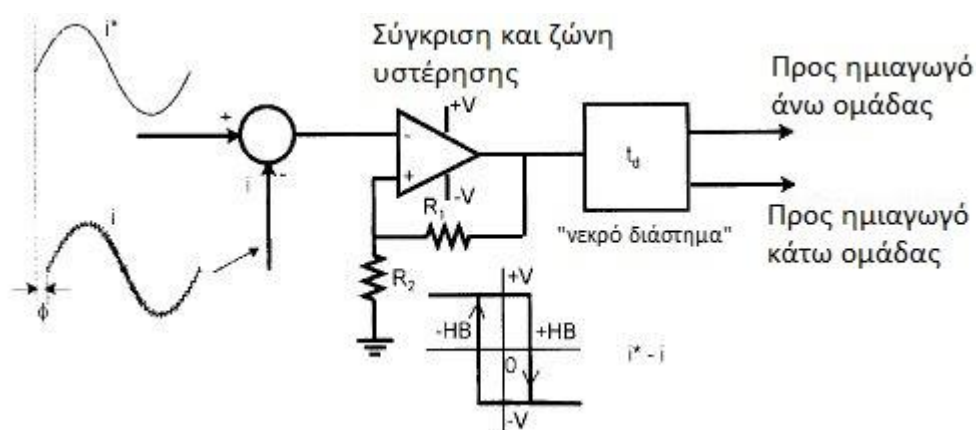 i*
Σύγκριση και ζώνη
υστέρησης
Προς ημιαγωγό
άνω ομάδας
+
-
i
-
+
+V
-V
t_d
"νεκρό διάστημα"
Προς ημιαγωγό
κάτω ομάδας
R₁
R₂
i
φ
+V
-HB
+HB
0
-V
i* - i